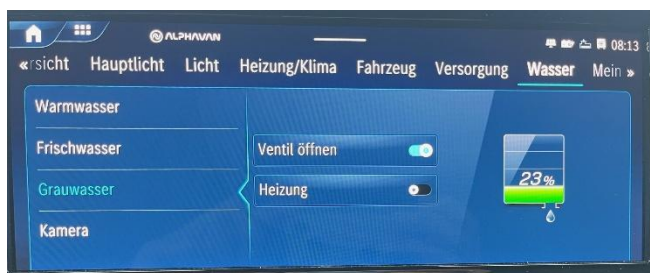 ALPHAVAN
08:13
«rsicht Hauptlicht Licht Heizung/Klima Fahrzeug Versorgung Wasser Mein »
Warmwasser
Frischwasser
Ventil öffnen
Grauwasser
Heizung
23%
Kamera